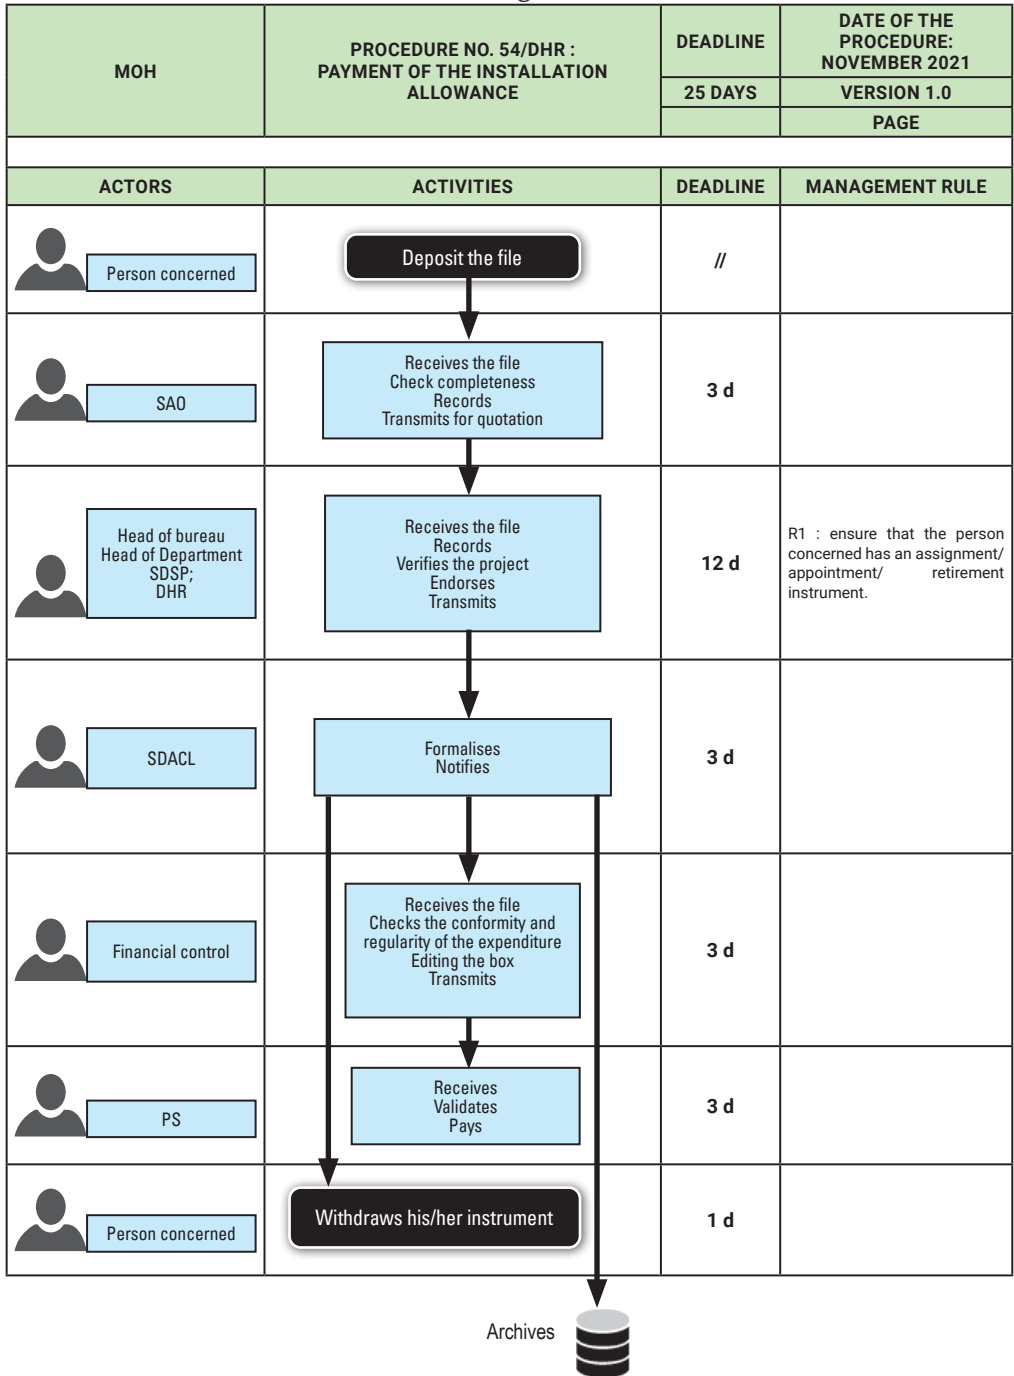 MOH
PROCEDURE NO. 54/DHR :
PAYMENT OF THE INSTALLATION
ALLOWANCE
DEADLINE
DATE OF THE
PROCEDURE:
NOVEMBER 2021
25 DAYS
VERSION 1.0
PAGE
ACTORS
ACTIVITIES
DEADLINE
MANAGEMENT RULE
Person concerned
Deposit the file
//
SAO
Receives the file
Check completeness
Records
Transmits for quotation
3 d
Head of bureau
Head of Department
SDSP;
DHR
Receives the file
Records
Verifies the project
Endorses
Transmits
12 d
R1 : ensure that the person
concerned has an assignment/
appointment/ retirement
instrument.
SDACL
Formalises
Notifies
3 d
Financial control
Receives the file
Checks the conformity and
regularity of the expenditure
Editing the box
Transmits
3 d
PS
Receives
Validates
Pays
3 d
Person concerned
Withdraws his/her instrument
1 d
Archives